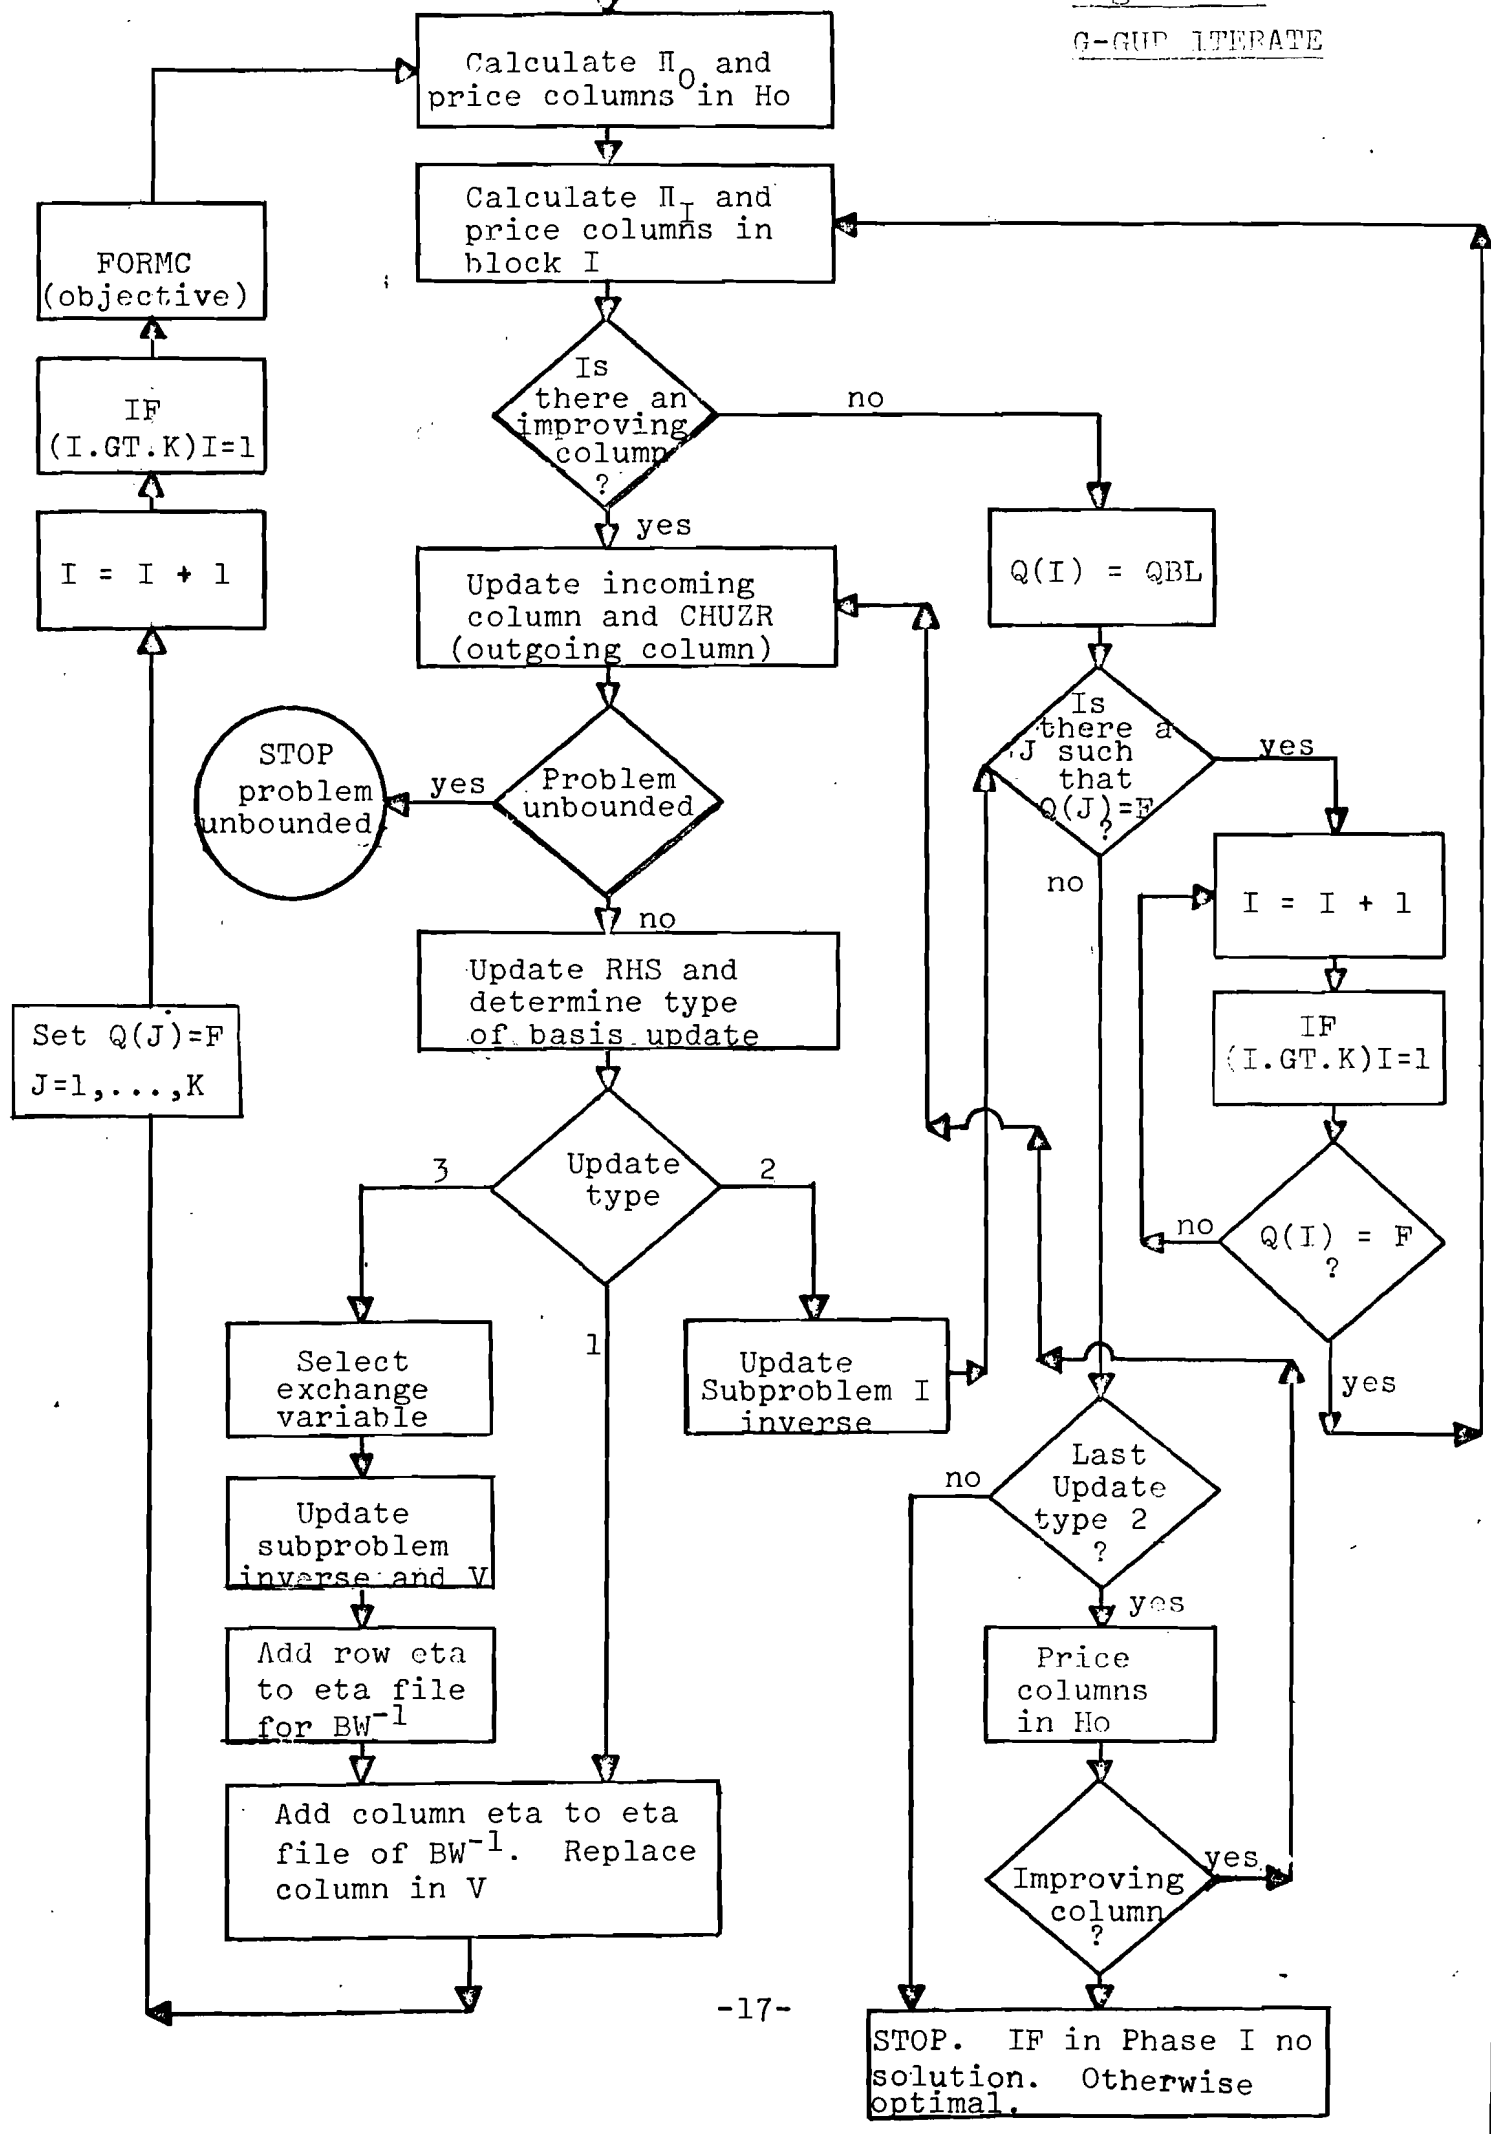 G-GUP ITERATE
Calculate Π0 and
price columns in Ho
Calculate ΠI and
price columns in
block I
FORMC
(objective)
IF
(I.GT.K)I=1
I = I + 1
Is
there an
improving
column
?
no
yes
Q(I) = QBL
Update incoming
column and CHUZR
(outgoing column)
Is
there a
J such
that
Q(J)=F
?
yes
no
STOP
problem
unbounded
yes
Problem
unbounded
no
I = I + 1
IF
(I.GT.K)I=1
Q(I) = F
?
no
yes
Update RHS and
determine type
of basis update
Set Q(J)=F
J=1,...,K
Update
type
3
2
1
Select
exchange
variable
Update
Subproblem I
inverse
Update
subproblem
inverse and V
Add row eta
to eta file
for BW⁻¹
Add column eta to eta
file of BW⁻¹. Replace
column in V
Last
Update
type 2
?
no
yes
Price
columns
in Ho
Improving
column
?
yes
STOP. IF in Phase I no
solution. Otherwise
optimal.
-17-